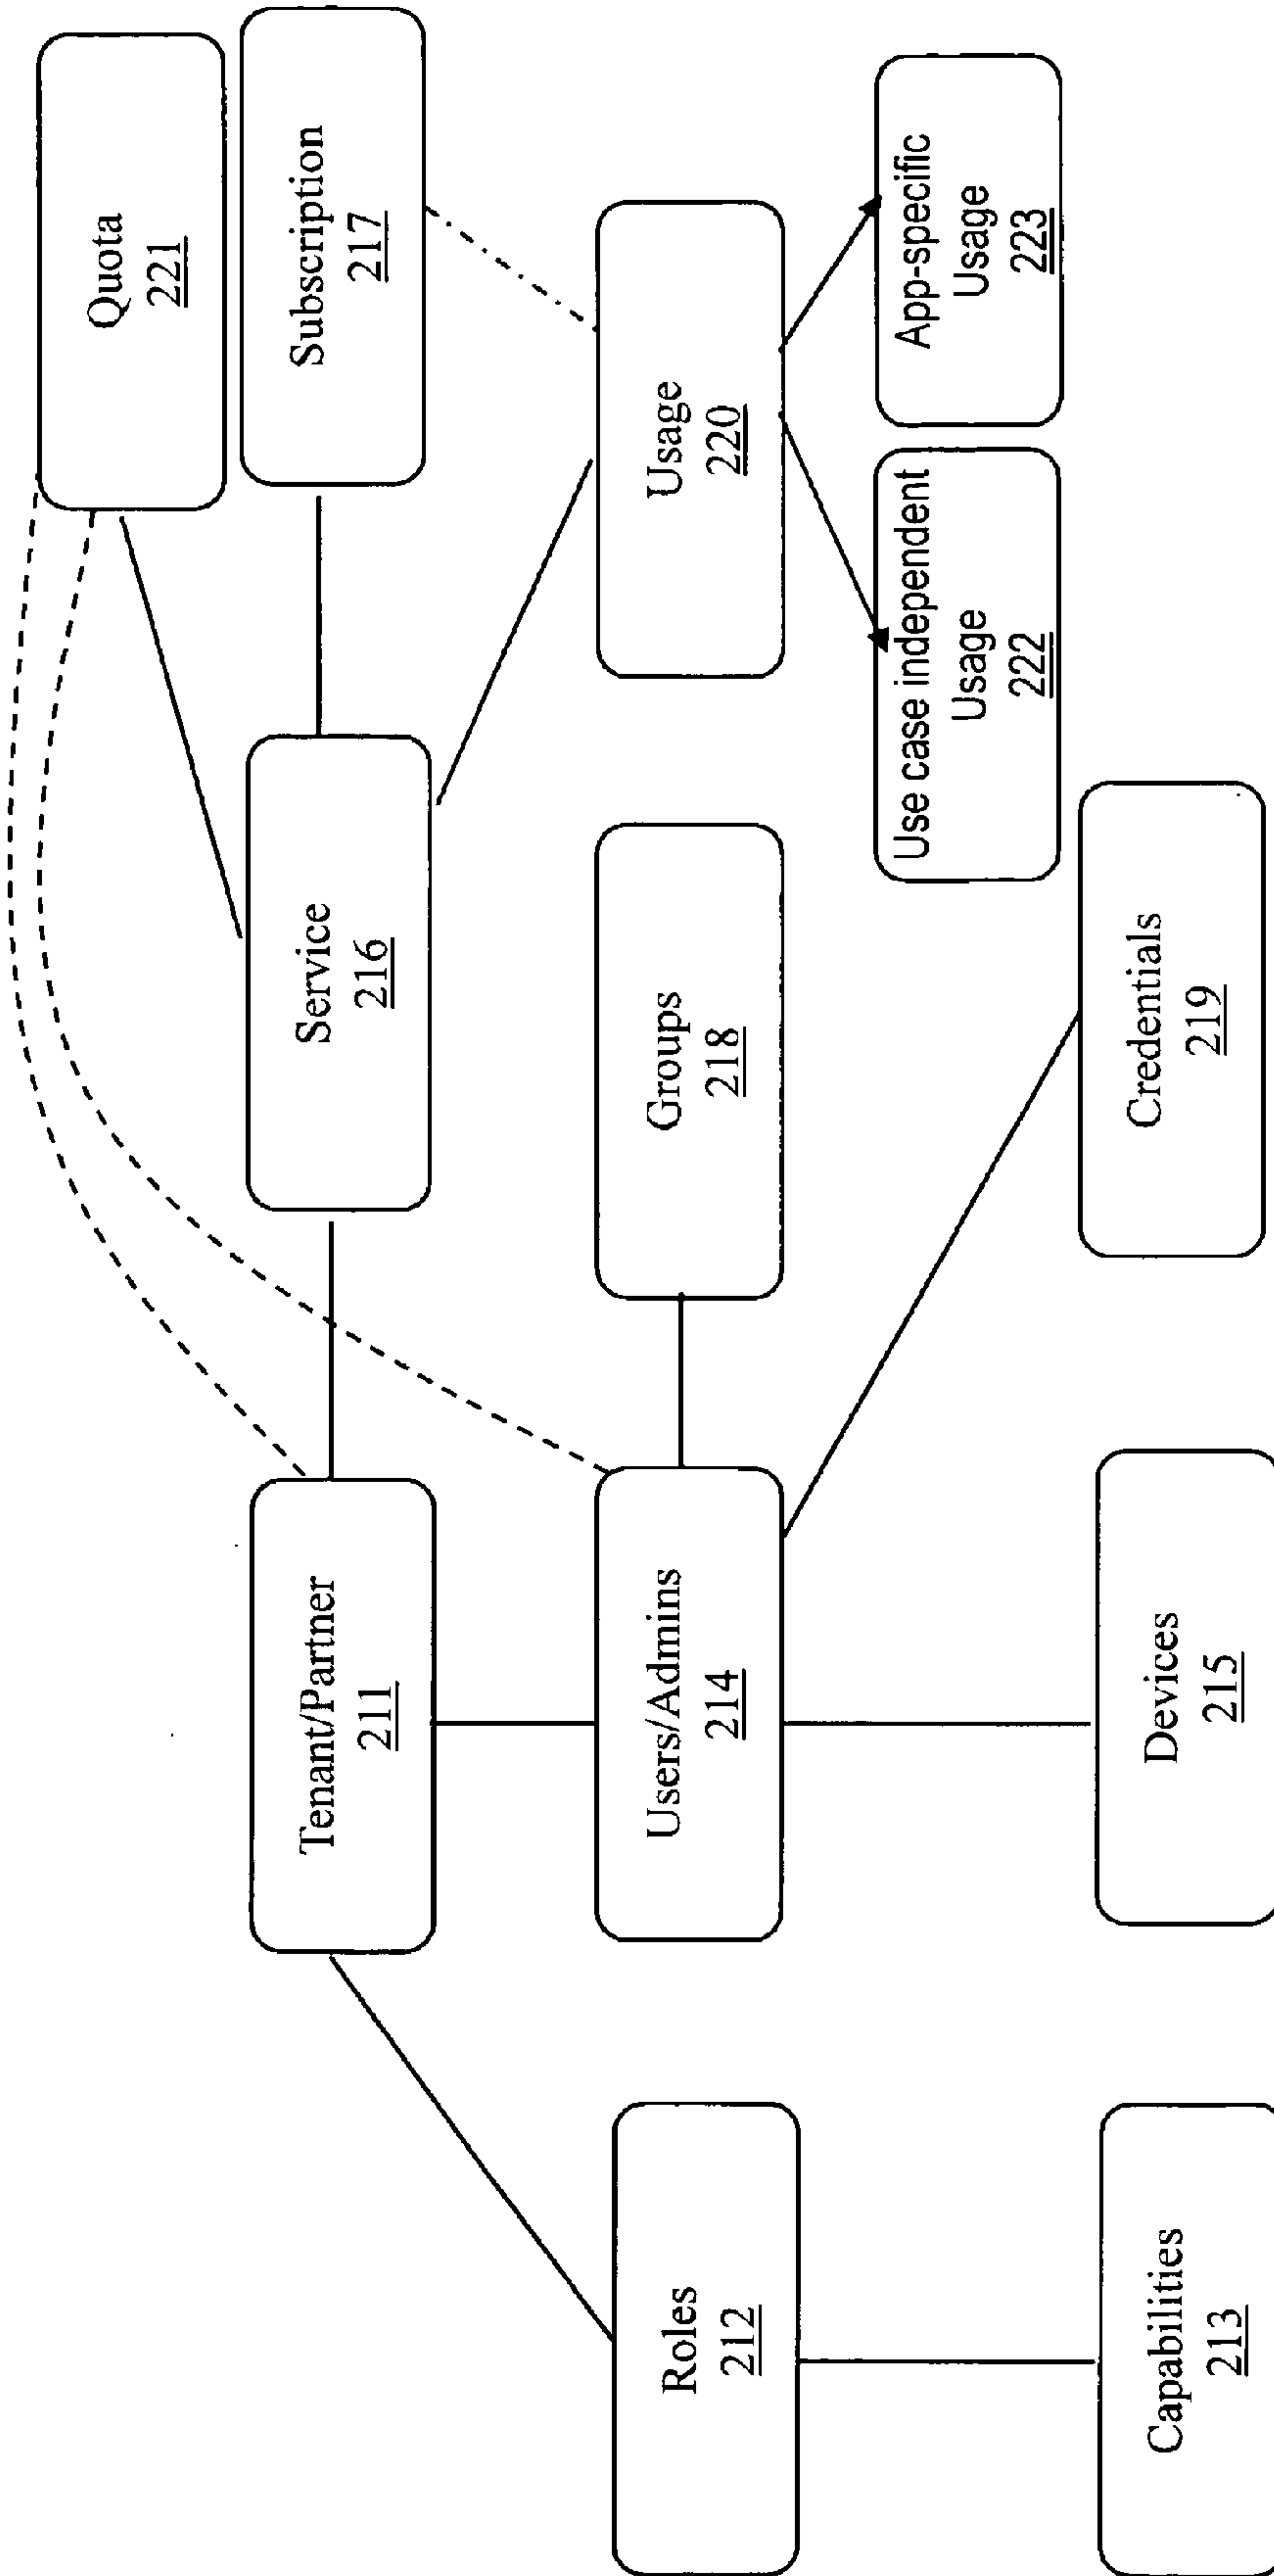 Quota
221
Tenant/Partner
211
Service
216
Subscription
217
Roles
212
Users/Admins
214
Groups
218
Usage
220
Use case independent
Usage
222
App-specific
Usage
223
Capabilities
213
Devices
215
Credentials
219